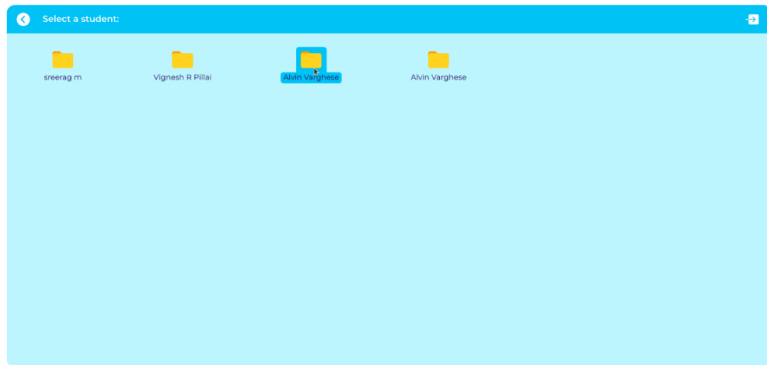 Select a student:
sreerag m
Vignesh R Pillai
Alvin Varghese
Alvin Varghese